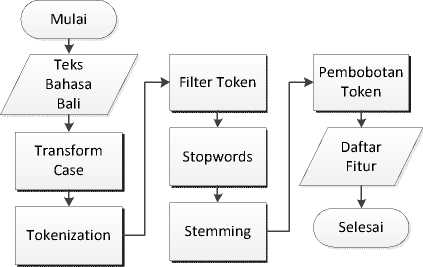 Mulai
Teks
Bahasa
Bali
Transform
Case
Tokenization
Filter Token
Stopwords
Stemming
Pembobotan
Token
Daftar
Fitur
Selesai